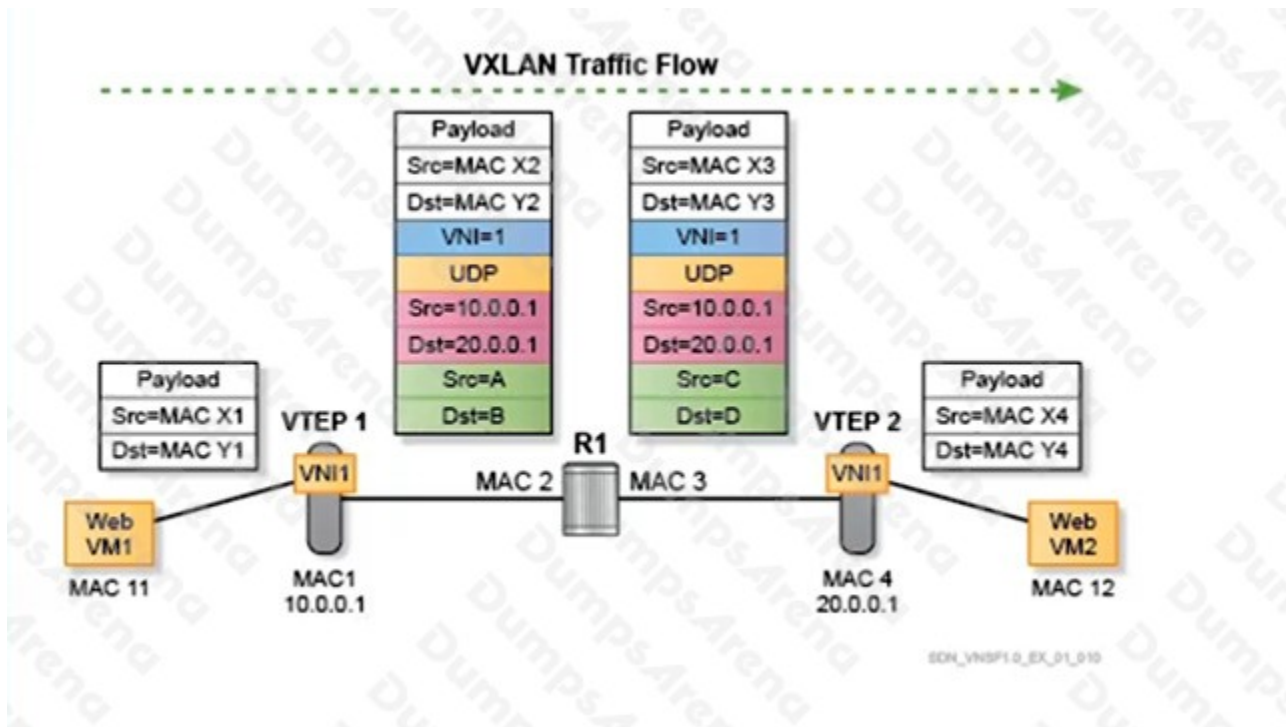 VXLAN Traffic Flow
Payload
Src=MAC X2
Dst=MAC Y2
VNI=1
UDP
Src=10.0.0.1
Dst=20.0.0.1
Src=A
Dst=B
Payload
Src=MAC X3
Dst=MAC Y3
VNI=1
UDP
Src=10.0.0.1
Dst=20.0.0.1
Src=C
Dst=D
Payload
Src=MAC X1
Dst=MAC Y1
VTEP 1
VNI1
Web
VM1
MAC 11
MAC1
10.0.0.1
R1
MAC 2
MAC 3
VTEP 2
VNI1
MAC 4
20.0.0.1
Payload
Src=MAC X4
Dst=MAC Y4
Web
VM2
MAC 12
SDN_VNSF1.0_EX_01_010
DumpsArena